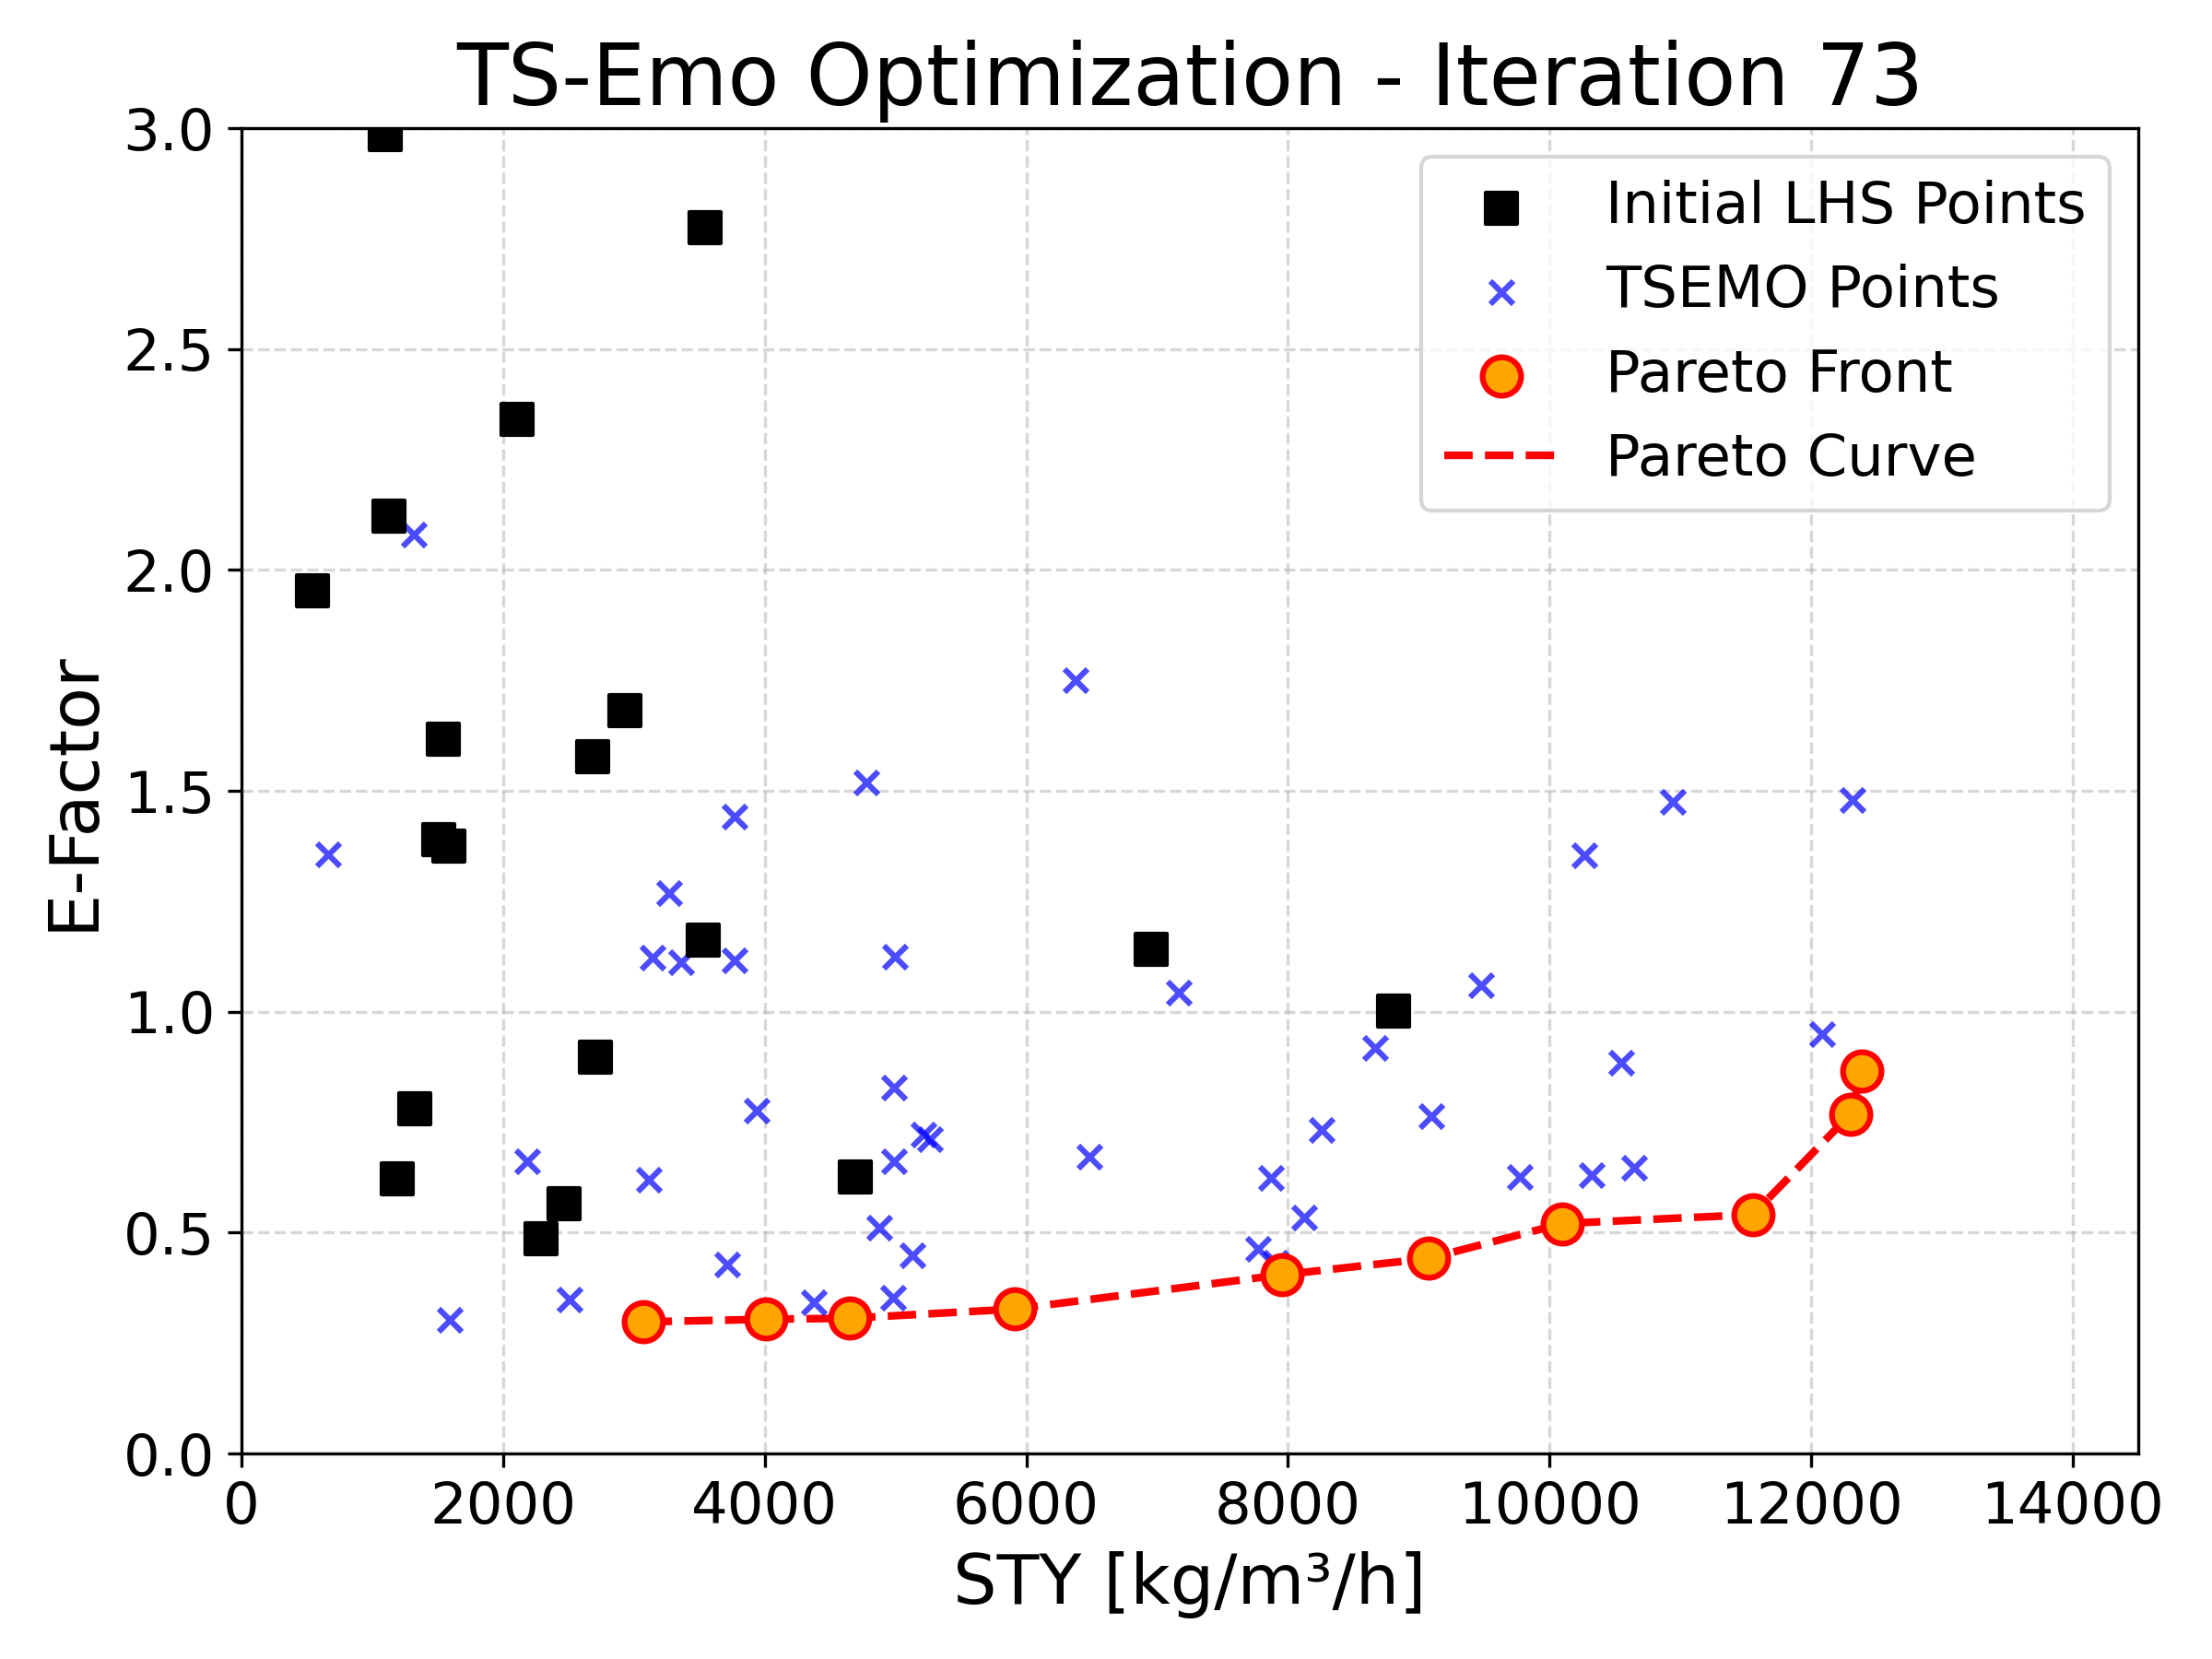 TS-Emo Optimization - Iteration 73
3.0
2.5
2.0
1.5
1.0
0.5
0.0
E-Factor
Initial LHS Points
TSEMO Points
Pareto Front
Pareto Curve
0 2000 4000 6000 8000 10000 12000 14000
STY [kg/m³/h]